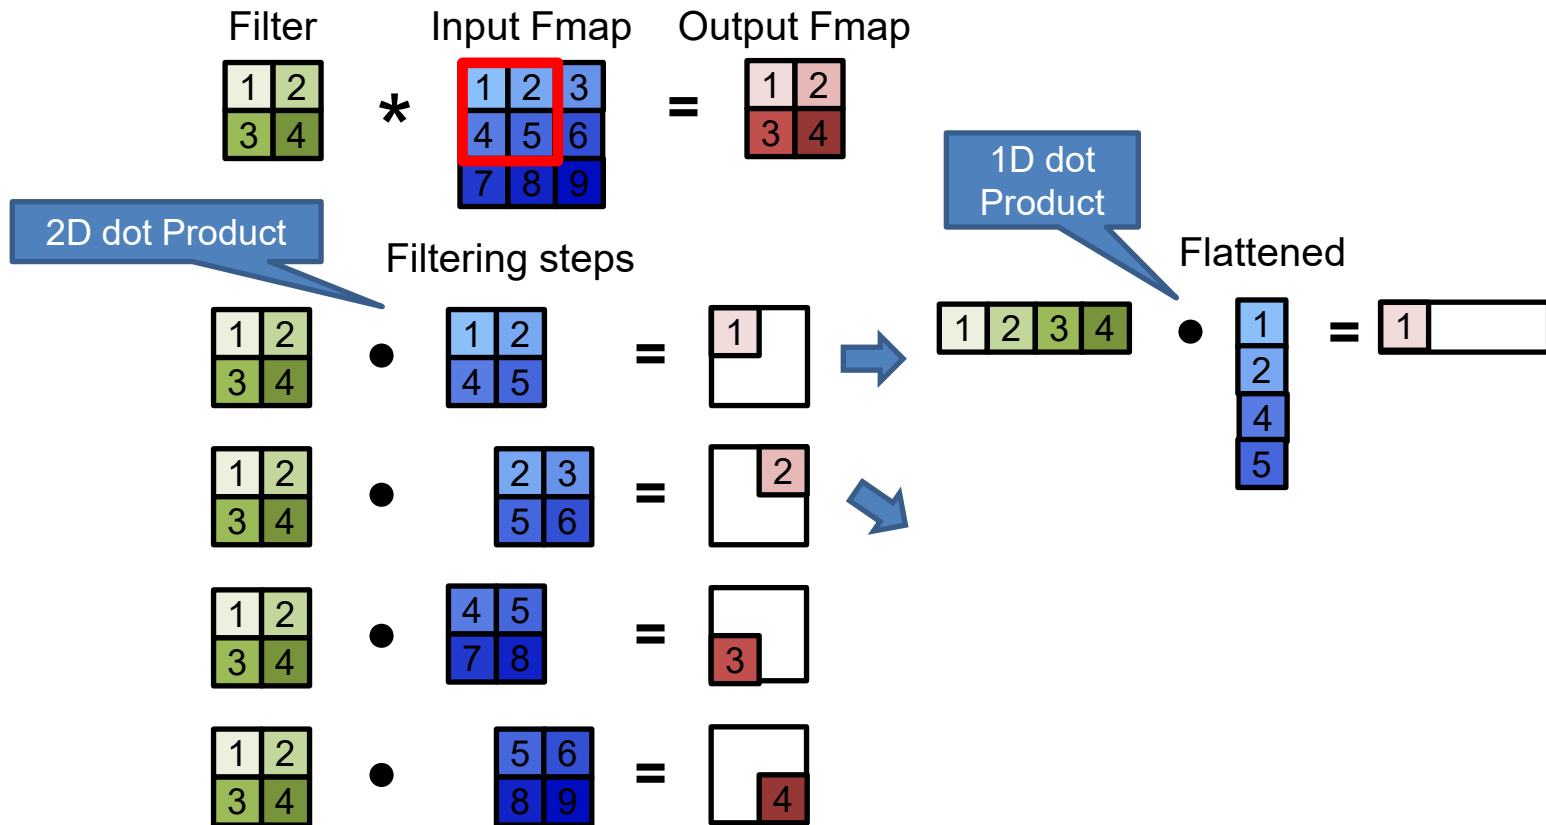 Filter Input Fmap Output Fmap
1 2 * 1 2 3 = 1 2
3 4 4 5 6 3 4
7 8 9
2D dot Product
1D dot
Product
Filtering steps
Flattened
1 2 • 1 2 = 1
3 4 4 5
1 2 3 4 • 1 = 1
2
4
5
1 2 • 2 3 = 2
3 4 5 6
1 2 • 4 5 =
3 4 7 8 3
1 2 • 5 6 =
3 4 8 9 4